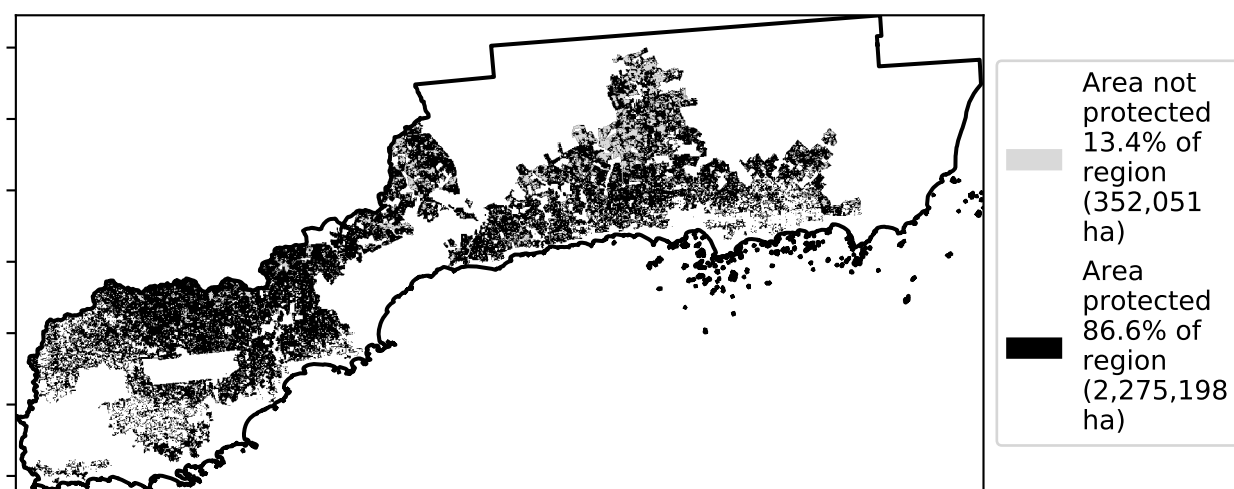 Area not
protected
13.4% of
region
(352,051
ha)
Area
protected
86.6% of
region
(2,275,198
ha)